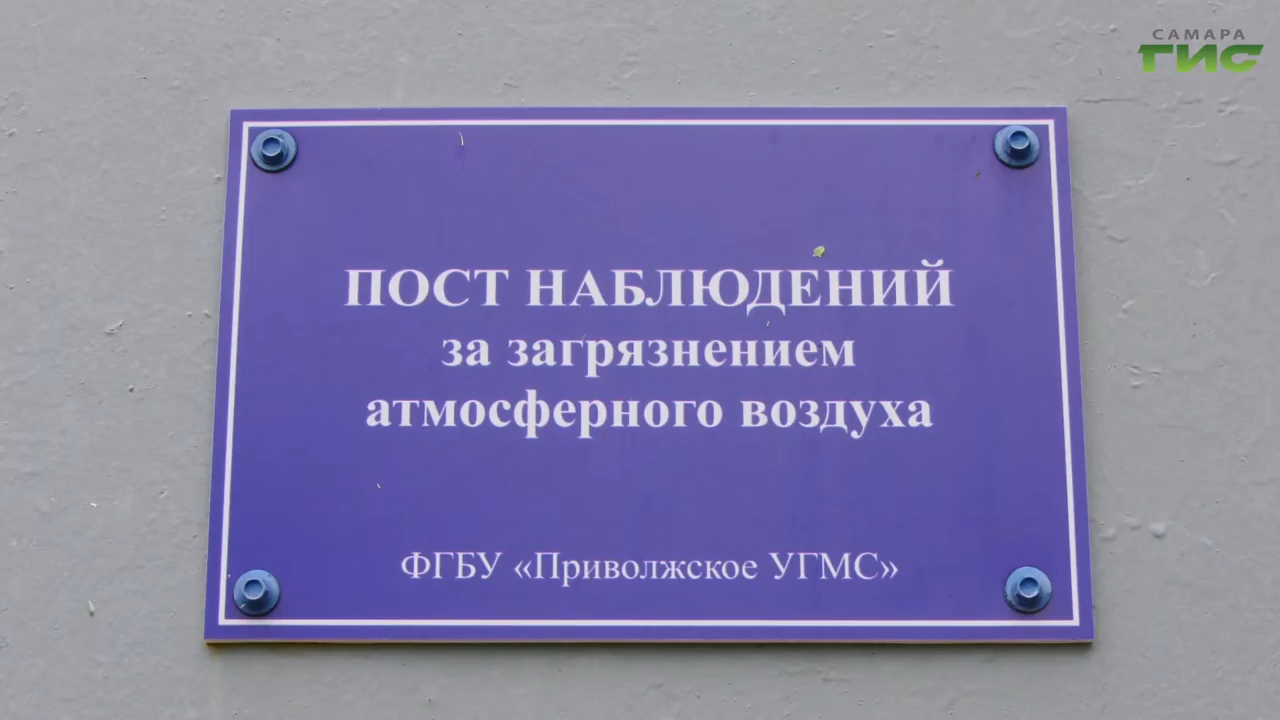 САМАРА
ГИС
ПОСТ НАБЛЮДЕНИЙ
за загрязнением
атмосферного воздуха
ФГБУ «Приволжское УГМС»